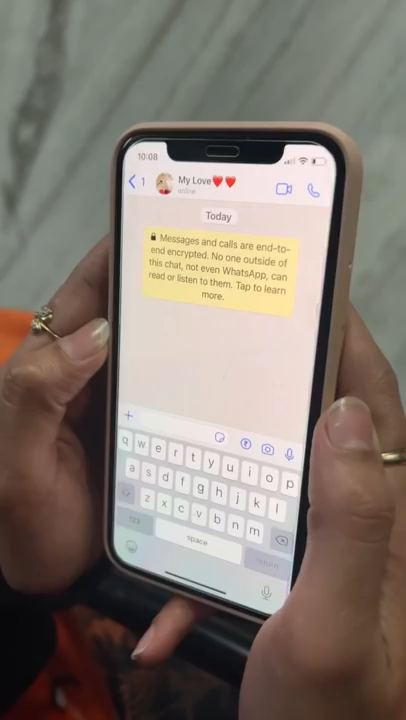 10:08
1
My Love❤️❤️
online
Today
Messages and calls are end-to-
end encrypted. No one outside of
this chat, not even WhatsApp, can
read or listen to them. Tap to learn
more.
q w e r t y u i o p
a s d f g h j k l
z x c v b n m
123 space return